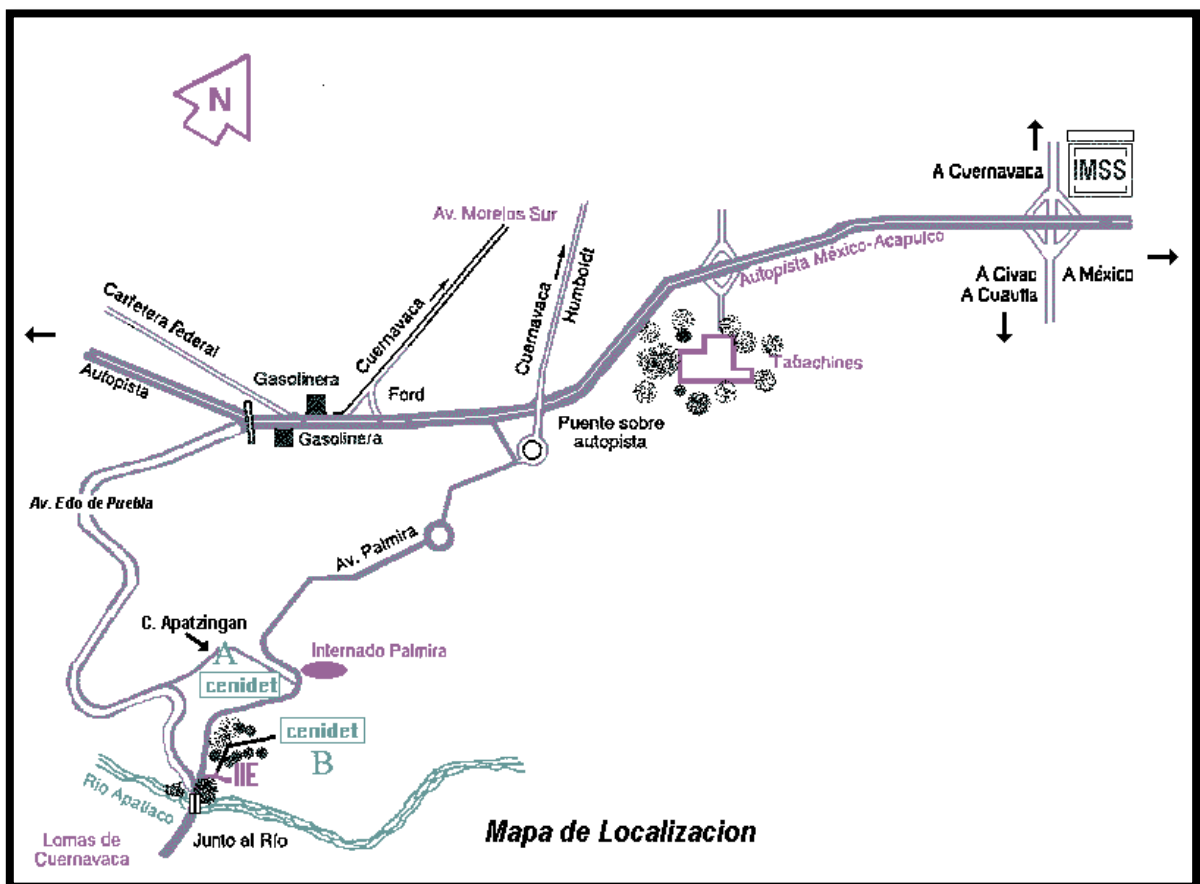 N
A Cuernavaca
IMSS
Av. Morelos Sur
Autopista México-Acapulco
A Civac
A Cuautla
A México
Carretera Federal
Cuernavaca
Cuernavaca
Humboldt
Autopista
Gasolinera
Ford
Gasolinera
Puente sobre
autopista
Tabachines
Av. Edo de Puebla
Av. Palmira
C. Apatzingan
A
cenidet
Internado Palmira
cenidet
B
IIE
Río Apatlaco
Lomas de
Cuernavaca
Junto al Río
Mapa de Localizacion